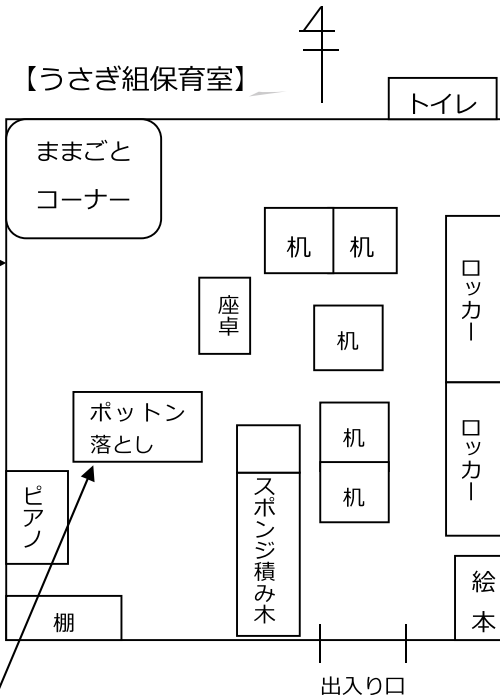 【うさぎ組保育室】
トイレ
ままごと
コーナー
机
机
ロッカー
座卓
机
ポットン
落とし
机
ロッカー
机
ピアノ
スポンジ積み木
棚
絵本
出入り口